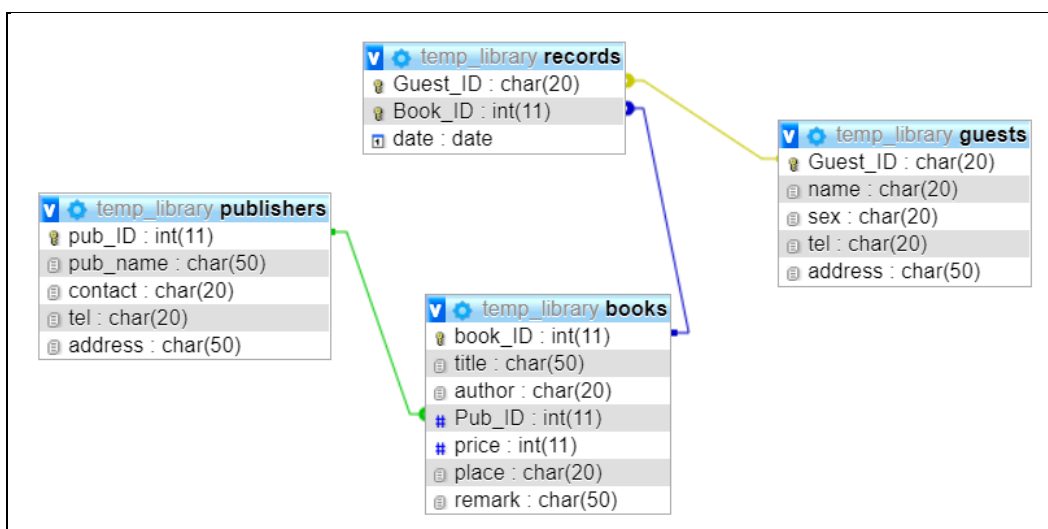 temp_library records
Guest_ID : char(20)
Book_ID : int(11)
date : date
temp_library guests
Guest_ID : char(20)
name : char(20)
sex : char(20)
tel : char(20)
address : char(50)
temp_library publishers
pub_ID : int(11)
pub_name : char(50)
contact : char(20)
tel : char(20)
address : char(50)
temp_library books
book_ID : int(11)
title : char(50)
author : char(20)
# Pub_ID : int(11)
# price : int(11)
place : char(20)
remark : char(50)